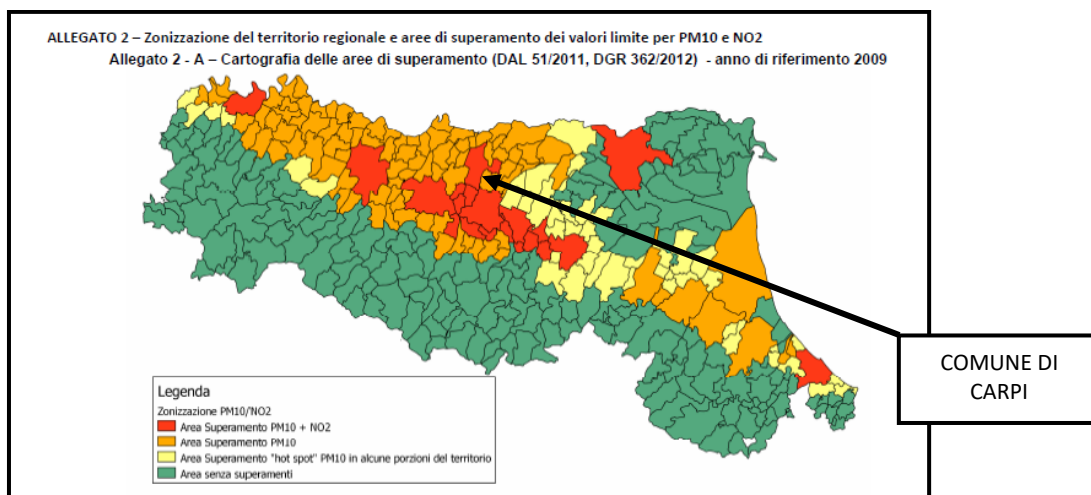 ALLEGATO 2 – Zonizzazione del territorio regionale e aree di superamento dei valori limite per PM10 e NO2
Allegato 2 - A – Cartografia delle aree di superamento (DAL 51/2011, DGR 362/2012) - anno di riferimento 2009
COMUNE DI
CARPI
Legenda
Zonizzazione PM10/NO2
Area Superamento PM10 + NO2
Area Superamento PM10
Area Superamento "hot spot" PM10 in alcune porzioni del territorio
Area senza superamenti